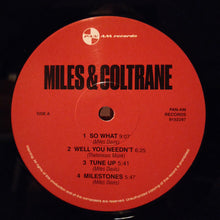 PAN AM records
MILES & COLTRANE
SIDE A
PAN AM
RECORDS
9152247
1 SO WHAT 9:07
(Miles Davis)
2 WELL YOU NEEDN'T 6:25
(Thelonious Monk)
3 TUNE UP 5:41
(Miles Davis)
4 MILESTONES 5:47
(Miles Davis)